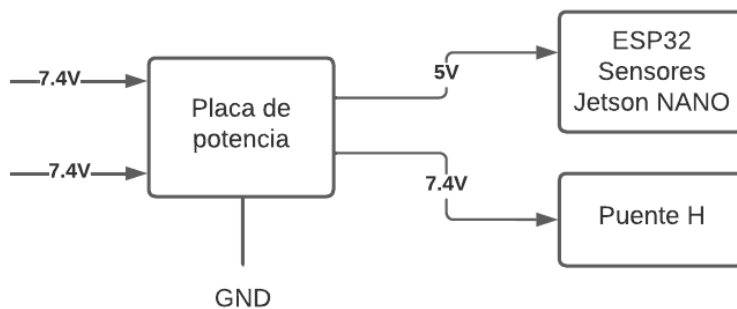 7.4V
7.4V
Placa de
potencia
GND
5V
7.4V
ESP32
Sensores
Jetson NANO
Puente H